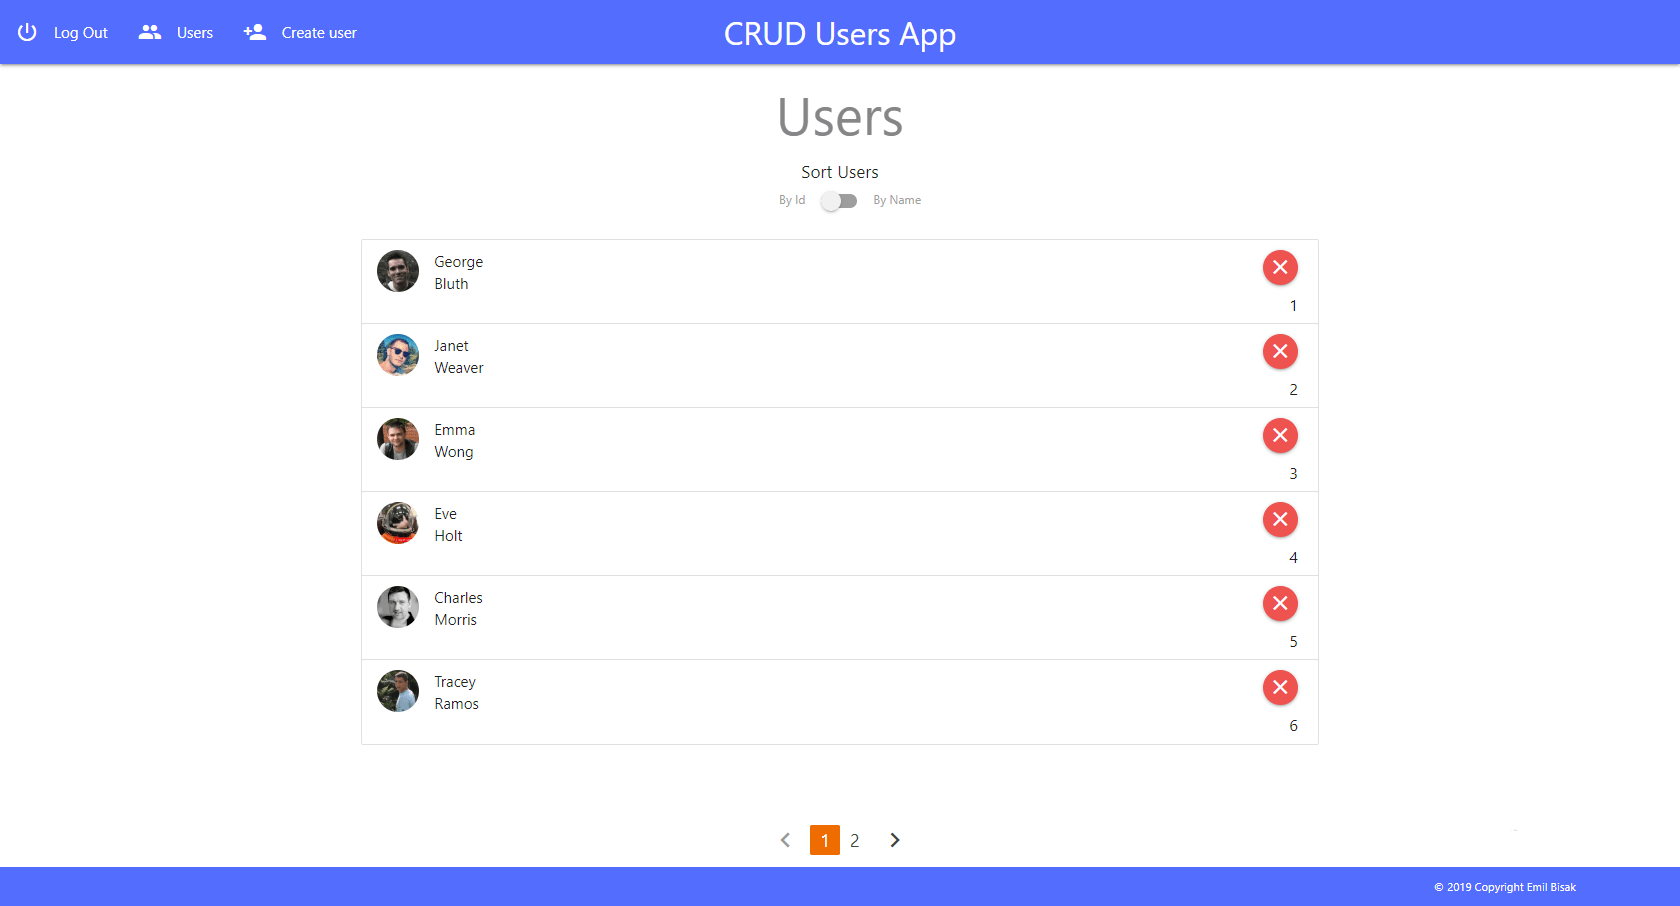 Log Out Users Create user CRUD Users App
Users
Sort Users
By Id By Name
George
Bluth
1
Janet
Weaver
2
Emma
Wong
3
Eve
Holt
4
Charles
Morris
5
Tracey
Ramos
6
1 2
© 2019 Copyright Emil Bisak